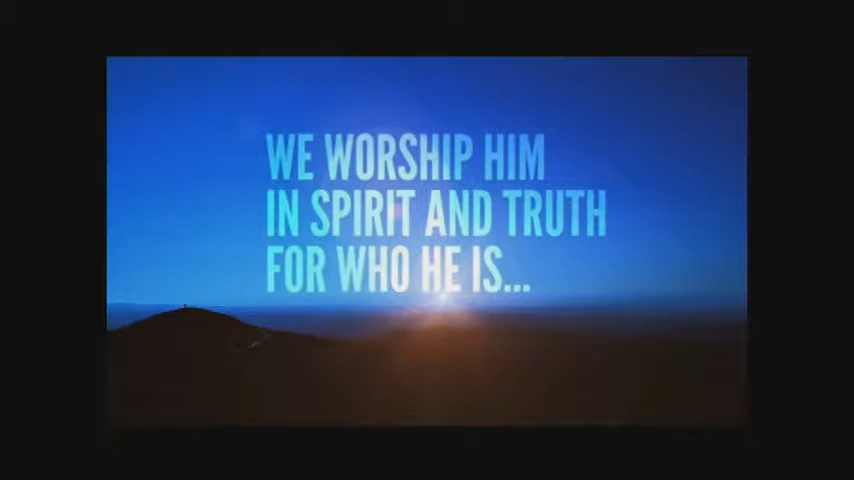 WE WORSHIP HIM
IN SPIRIT AND TRUTH
FOR WHO HE IS...